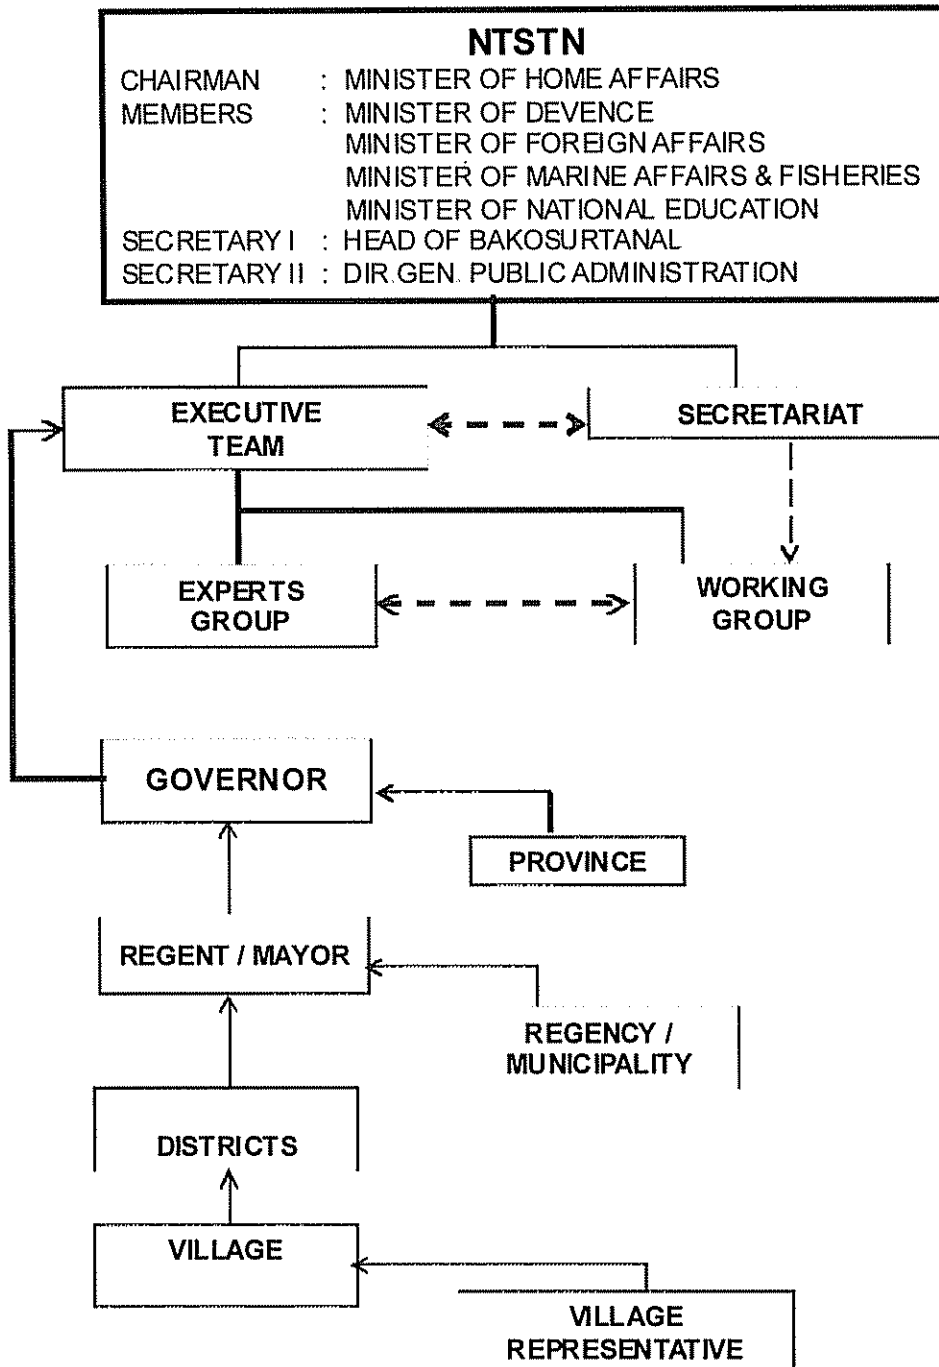 NTSTN
CHAIRMAN : MINISTER OF HOME AFFAIRS
MEMBERS : MINISTER OF DEVENCE
MINISTER OF FOREIGN AFFAIRS
MINISTER OF MARINE AFFAIRS & FISHERIES
MINISTER OF NATIONAL EDUCATION
SECRETARY I : HEAD OF BAKOSURTANAL
SECRETARY II : DIR.GEN. PUBLIC ADMINISTRATION
EXECUTIVE
TEAM
SECRETARIAT
EXPERTS
GROUP
WORKING
GROUP
GOVERNOR
PROVINCE
REGENT / MAYOR
REGENCY /
MUNICIPALITY
DISTRICTS
VILLAGE
VILLAGE
REPRESENTATIVE